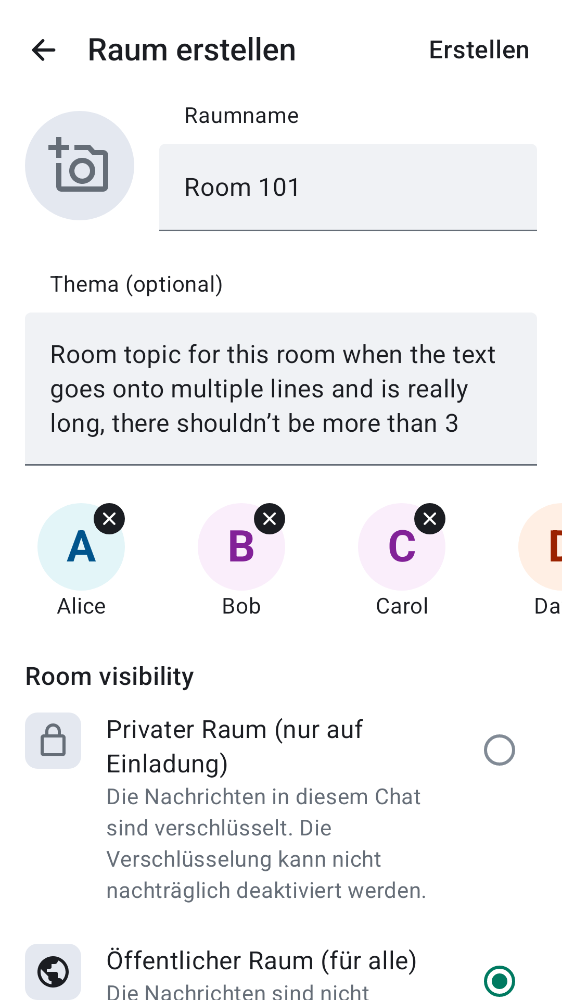 Raum erstellen
Erstellen
Raumname
Room 101
Thema (optional)
Room topic for this room when the text
goes onto multiple lines and is really
long, there shouldn’t be more than 3
A
B
C
D
Alice
Bob
Carol
Da
Room visibility
Privater Raum (nur auf
Einladung)
Die Nachrichten in diesem Chat
sind verschlüsselt. Die
Verschlüsselung kann nicht
nachträglich deaktiviert werden.
Öffentlicher Raum (für alle)
Die Nachrichten sind nicht